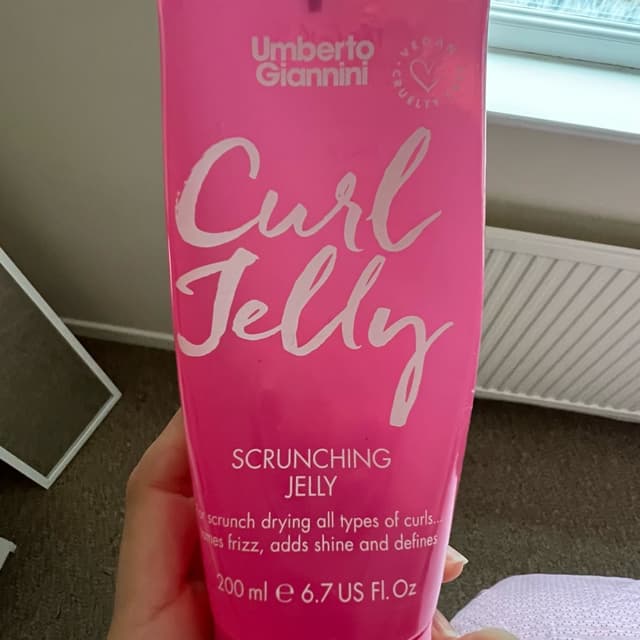 Umberto
Giannini
VEGAN
CRUELTY
Curl
Jelly
SCRUNCHING
JELLY
scrunch drying all types of curls...
frizz, adds shine and defines
200 ml e 6.7 US Fl. Oz